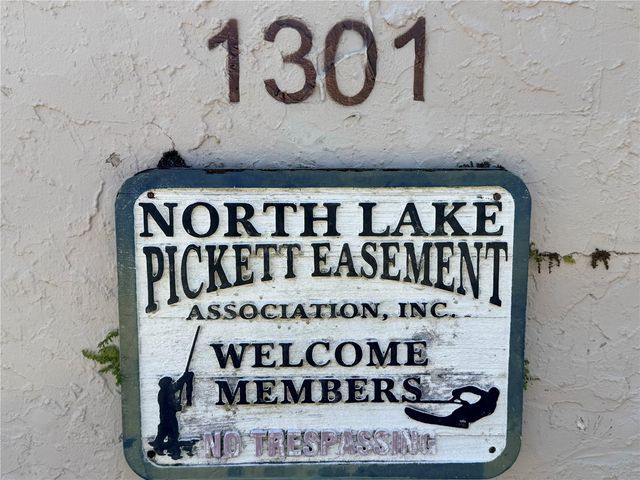 1301
NORTH LAKE
PICKETT EASEMENT
ASSOCIATION, INC.
WELCOME
MEMBERS
NO TRESPASSING